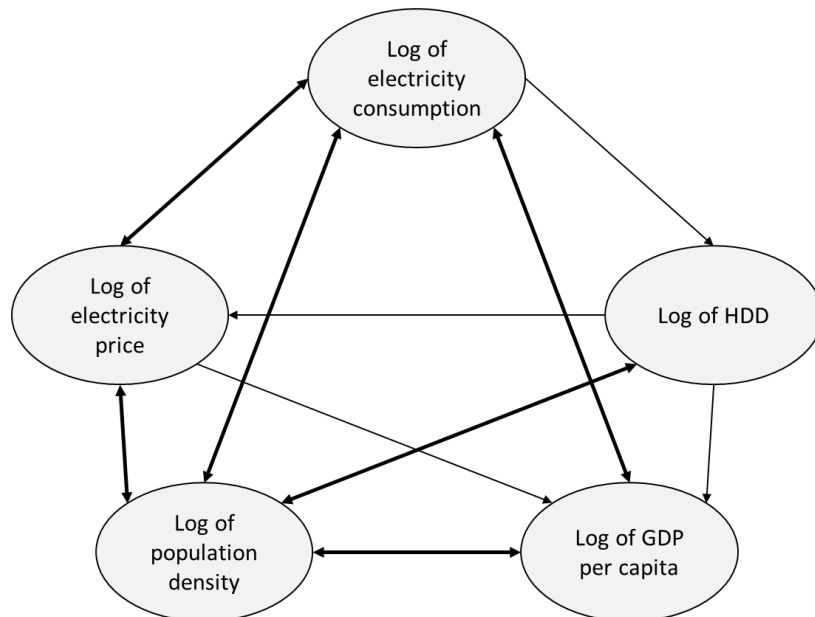 Log of
electricity
consumption
Log of
electricity
price
Log of HDD
Log of
population
density
Log of GDP
per capita